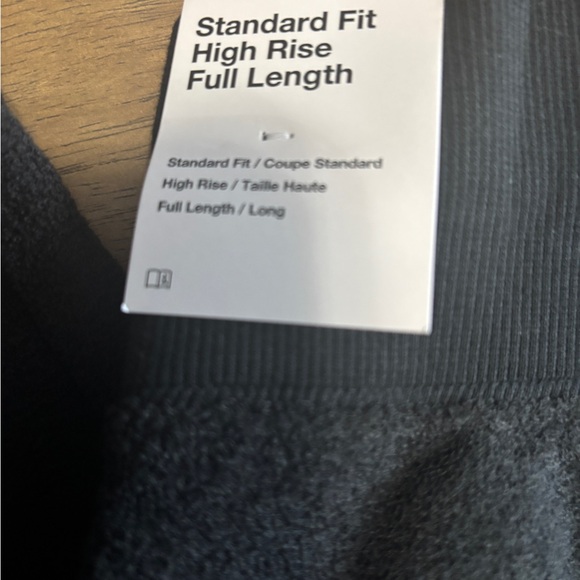 Standard Fit
High Rise
Full Length
Standard Fit / Coupe Standard
High Rise / Taille Haute
Full Length / Long